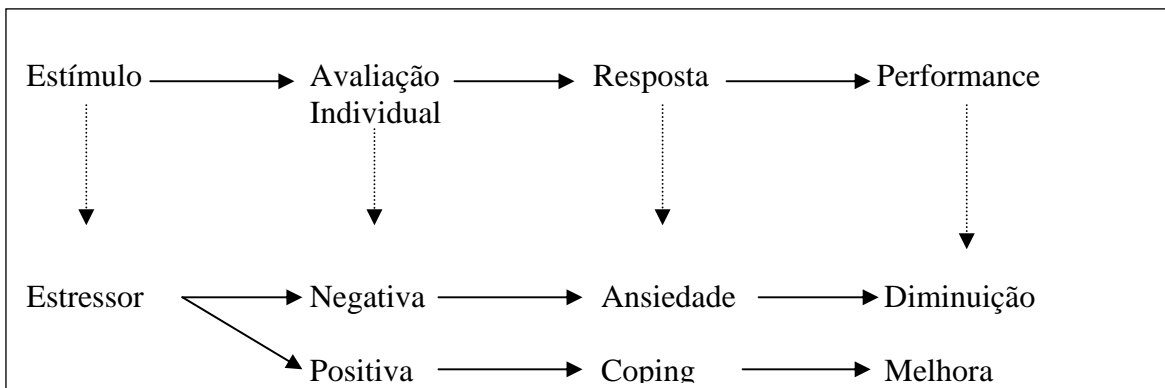 Estímulo Avaliação Individual Resposta Performance
Estressor Negativa Ansiedade Diminuição
Positiva Coping Melhora